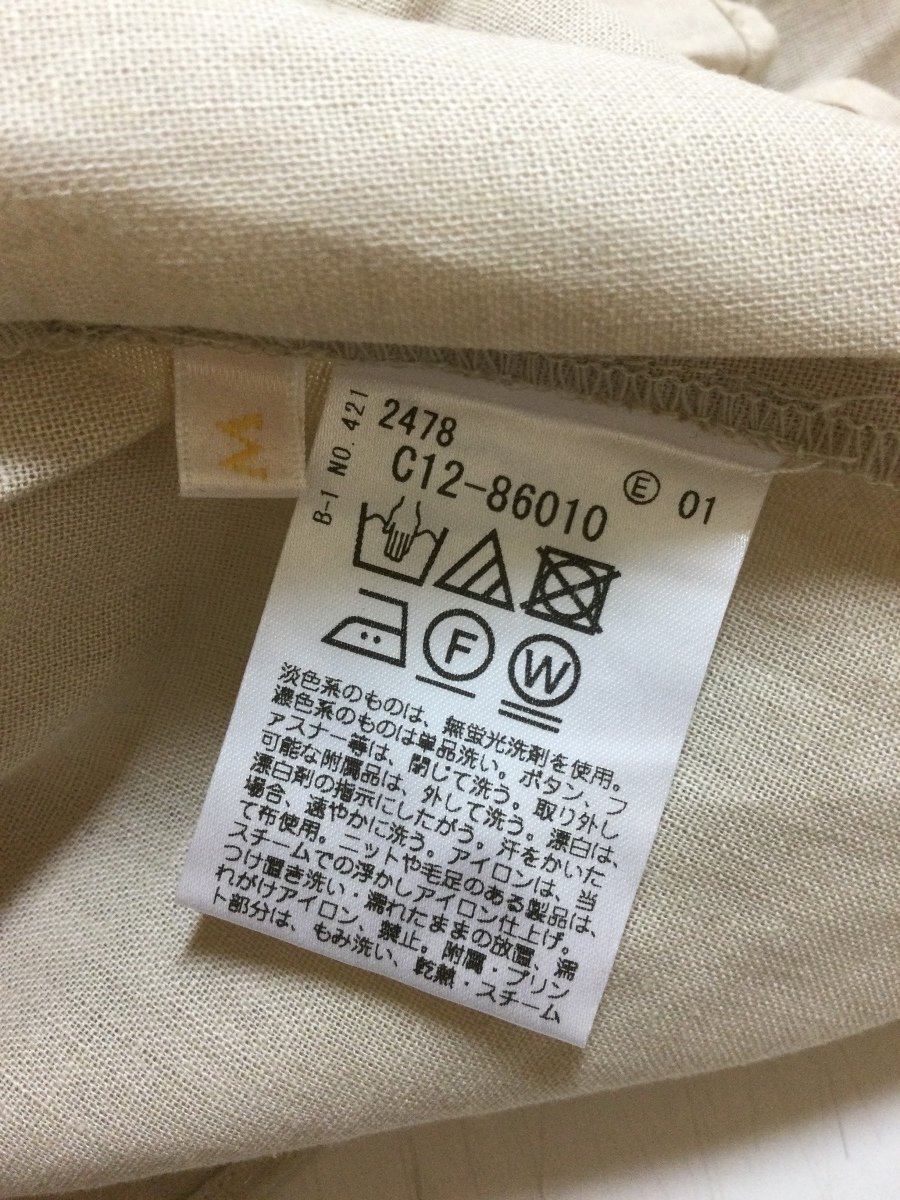 M
B-1 NO. 421
2478
C12-86010
E 01
F
W
淡色系のものは、無蛍光洗剤を使用。
濃色系のものは単品洗い。ボタン、フ
ァスナー等は、閉じて洗う。取り外し
可能な附属品は、外して洗う。漂白は、
漂白剤の指示にしたがう。汗をかいた
場合、速やかに洗う。アイロンは、当
て布使用。ニットや毛足のある製品は、
スチームでの浮かしアイロン仕上げ。
つけ置き洗い・濡れたままの放置、濡
れがけアイロン、禁止。附属・プリン
ト部分は、もみ洗い、乾熱・スチーム